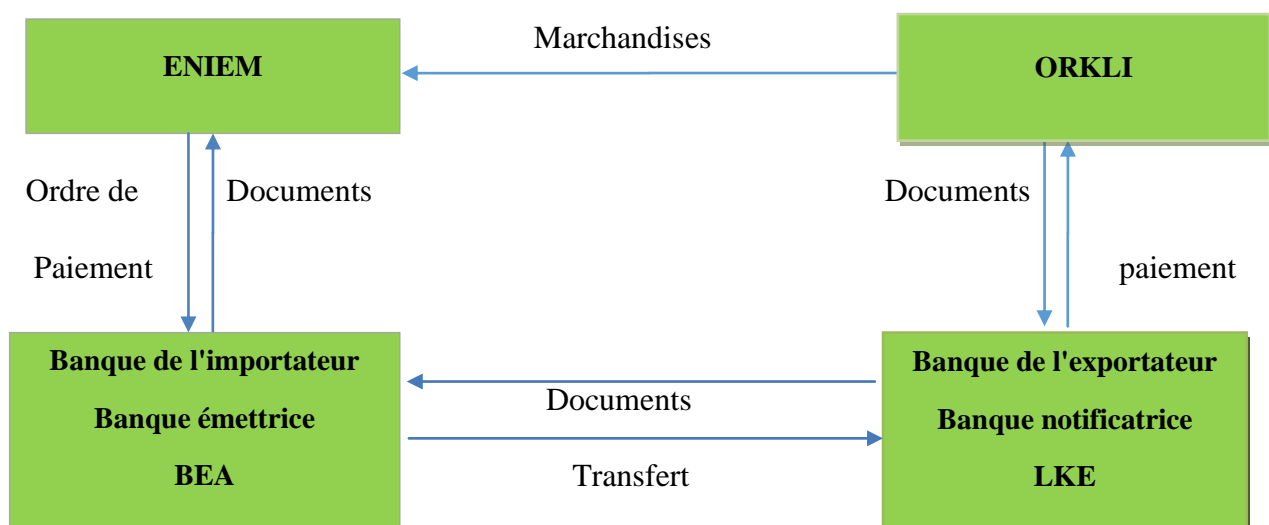 Marchandises
ENIEM
ORKLI
Ordre de
Documents
Documents
Paiement
paiement
Banque de l'importateur
Banque émettrice
BEA
Documents
Transfert
Banque de l'exportateur
Banque notificatrice
LKE